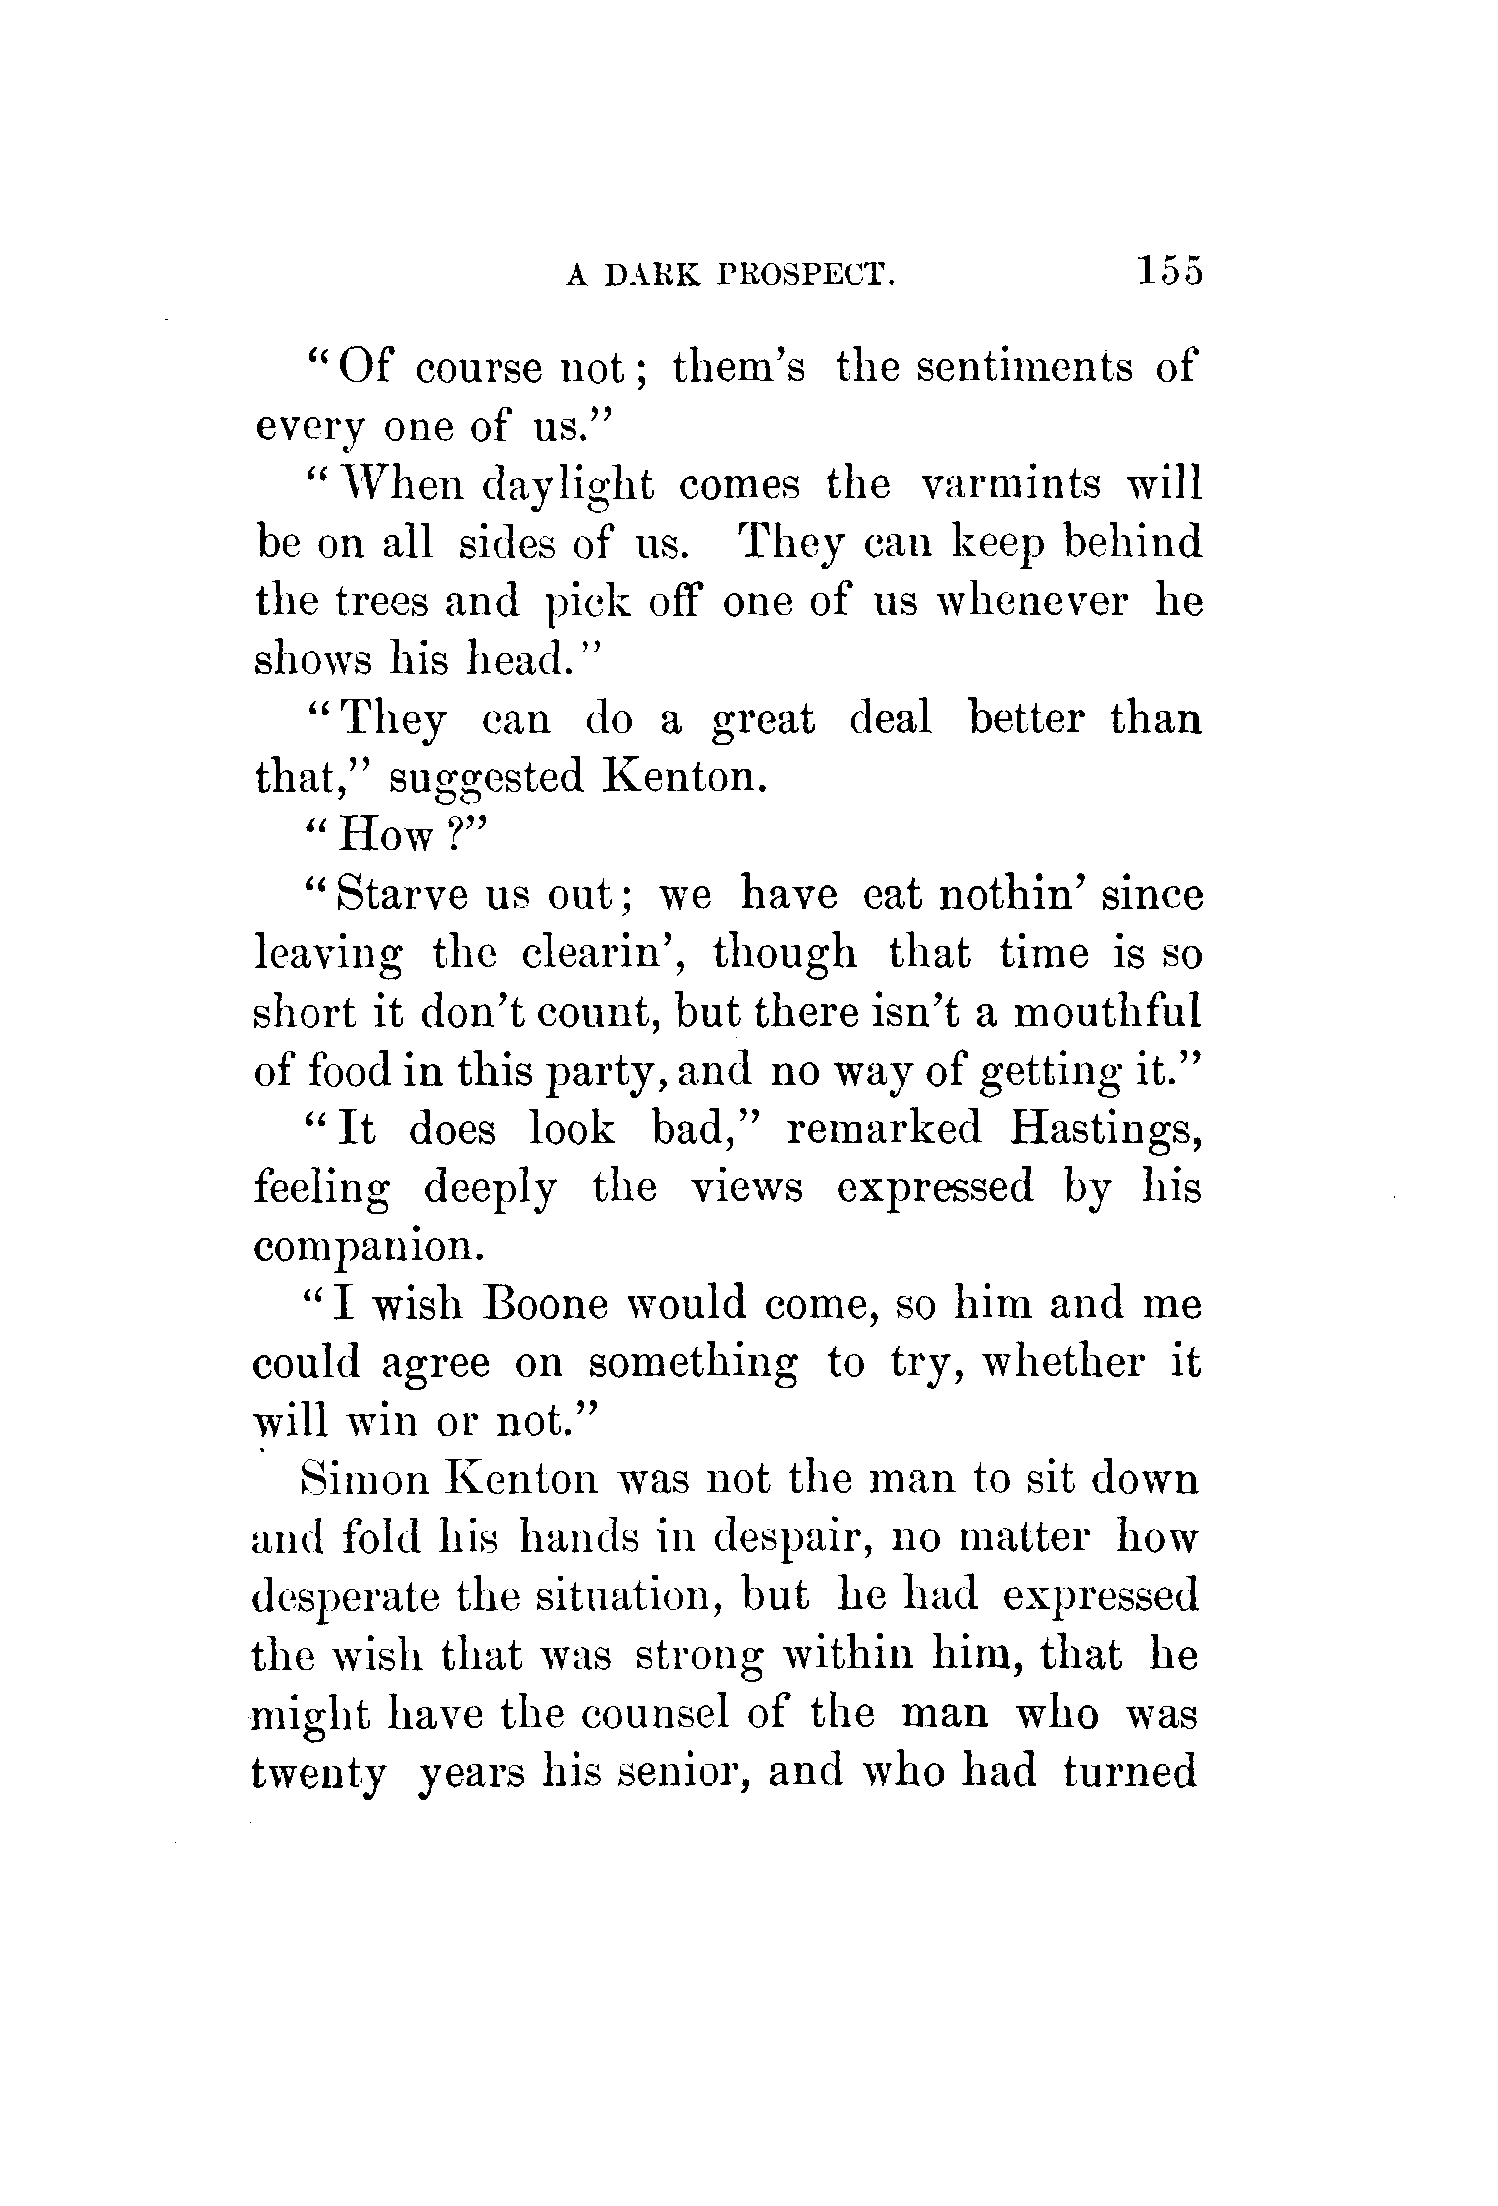 A DARK PROSPECT. 155
“Of course not; them’s the sentiments of
every one of us.”
“When daylight comes the varmints will
be on all sides of us. They can keep behind
the trees and pick off one of us whenever he
shows his head.”
“They can do a great deal better than
that,” suggested Kenton.
“How?”
“Starve us out; we have eat nothin’ since
leaving the clearin’, though that time is so
short it don’t count, but there isn’t a mouthful
of food in this party, and no way of getting it.”
“It does look bad,” remarked Hastings,
feeling deeply the views expressed by his
companion.
“I wish Boone would come, so him and me
could agree on something to try, whether it
will win or not.”
Simon Kenton was not the man to sit down
and fold his hands in despair, no matter how
desperate the situation, but he had expressed
the wish that was strong within him, that he
might have the counsel of the man who was
twenty years his senior, and who had turned